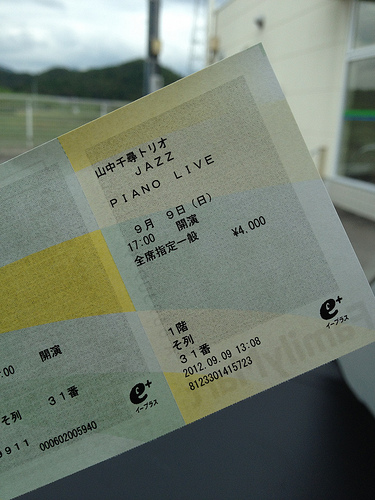 山中千尋トリオ
JAZZ
PIANO LIVE
9月 9日(日)
17:00 開演
全席指定一般 ¥4,000
1階
そ列
31番
2012.09.09 13:08
8123301415723
e+
イープラス
FamilyMart
:00 開演
そ列 31番
9911 000602005940
e+
イープラス